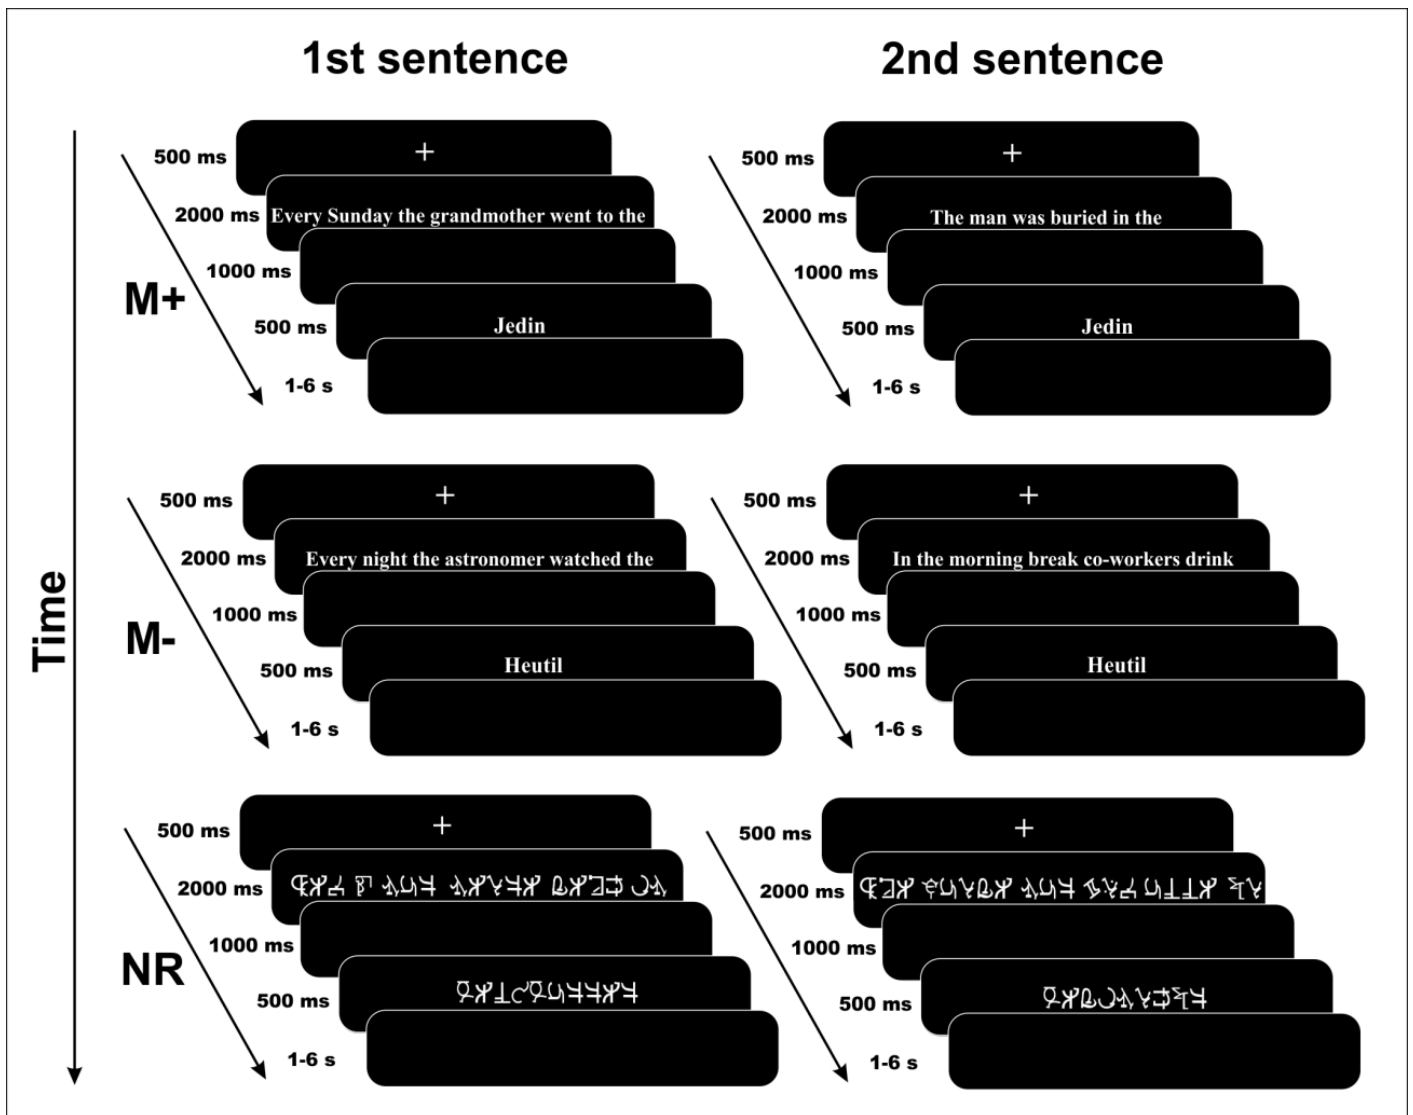 1st sentence
2nd sentence
Time
M+
500 ms
+
2000 ms
Every Sunday the grandmother went to the
1000 ms
500 ms
Jedin
1-6 s
500 ms
+
2000 ms
The man was buried in the
1000 ms
500 ms
Jedin
1-6 s
M-
500 ms
+
2000 ms
Every night the astronomer watched the
1000 ms
500 ms
Heutil
1-6 s
500 ms
+
2000 ms
In the morning break co-workers drink
1000 ms
500 ms
Heutil
1-6 s
NR
500 ms
+
2000 ms
1000 ms
500 ms
1-6 s
500 ms
+
2000 ms
1000 ms
500 ms
1-6 s